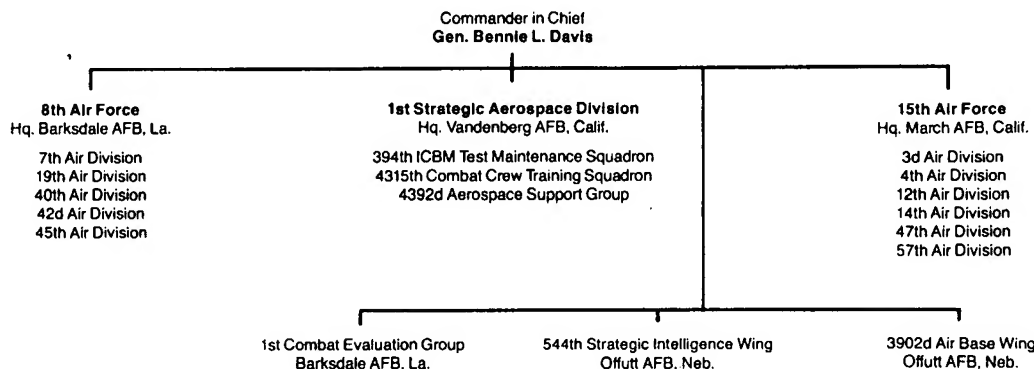 Commander in Chief
Gen. Bennie L. Davis
8th Air Force
Hq. Barksdale AFB, La.
7th Air Division
19th Air Division
40th Air Division
42d Air Division
45th Air Division
1st Strategic Aerospace Division
Hq. Vandenberg AFB, Calif.
394th ICBM Test Maintenance Squadron
4315th Combat Crew Training Squadron
4392d Aerospace Support Group
15th Air Force
Hq. March AFB, Calif.
3d Air Division
4th Air Division
12th Air Division
14th Air Division
47th Air Division
57th Air Division
1st Combat Evaluation Group
Barksdale AFB, La.
544th Strategic Intelligence Wing
Offutt AFB, Neb.
3902d Air Base Wing
Offutt AFB, Neb.